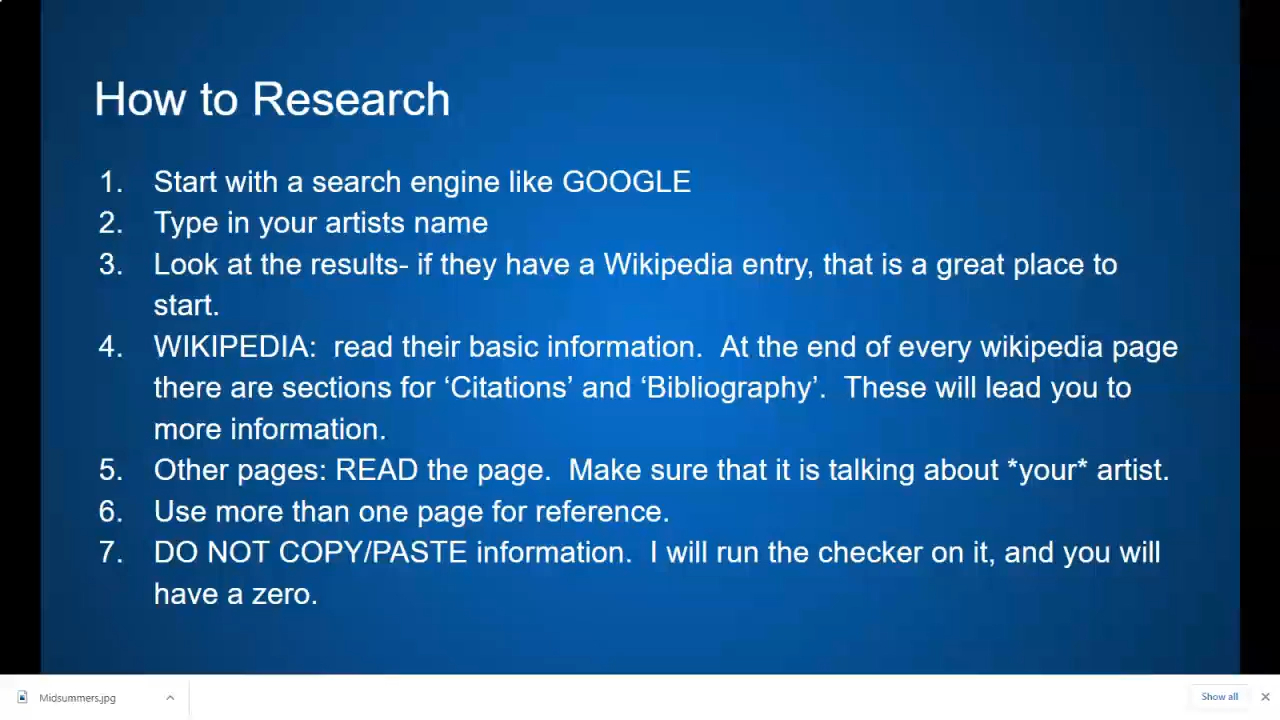 How to Research
1. Start with a search engine like GOOGLE
2. Type in your artists name
3. Look at the results- if they have a Wikipedia entry, that is a great place to
start.
4. WIKIPEDIA:  read their basic information.  At the end of every wikipedia page
there are sections for ‘Citations’ and ‘Bibliography’.  These will lead you to
more information.
5. Other pages: READ the page.  Make sure that it is talking about *your* artist.
6. Use more than one page for reference.
7. DO NOT COPY/PASTE information.  I will run the checker on it, and you will
have a zero.
Midsummers.jpg
Show all